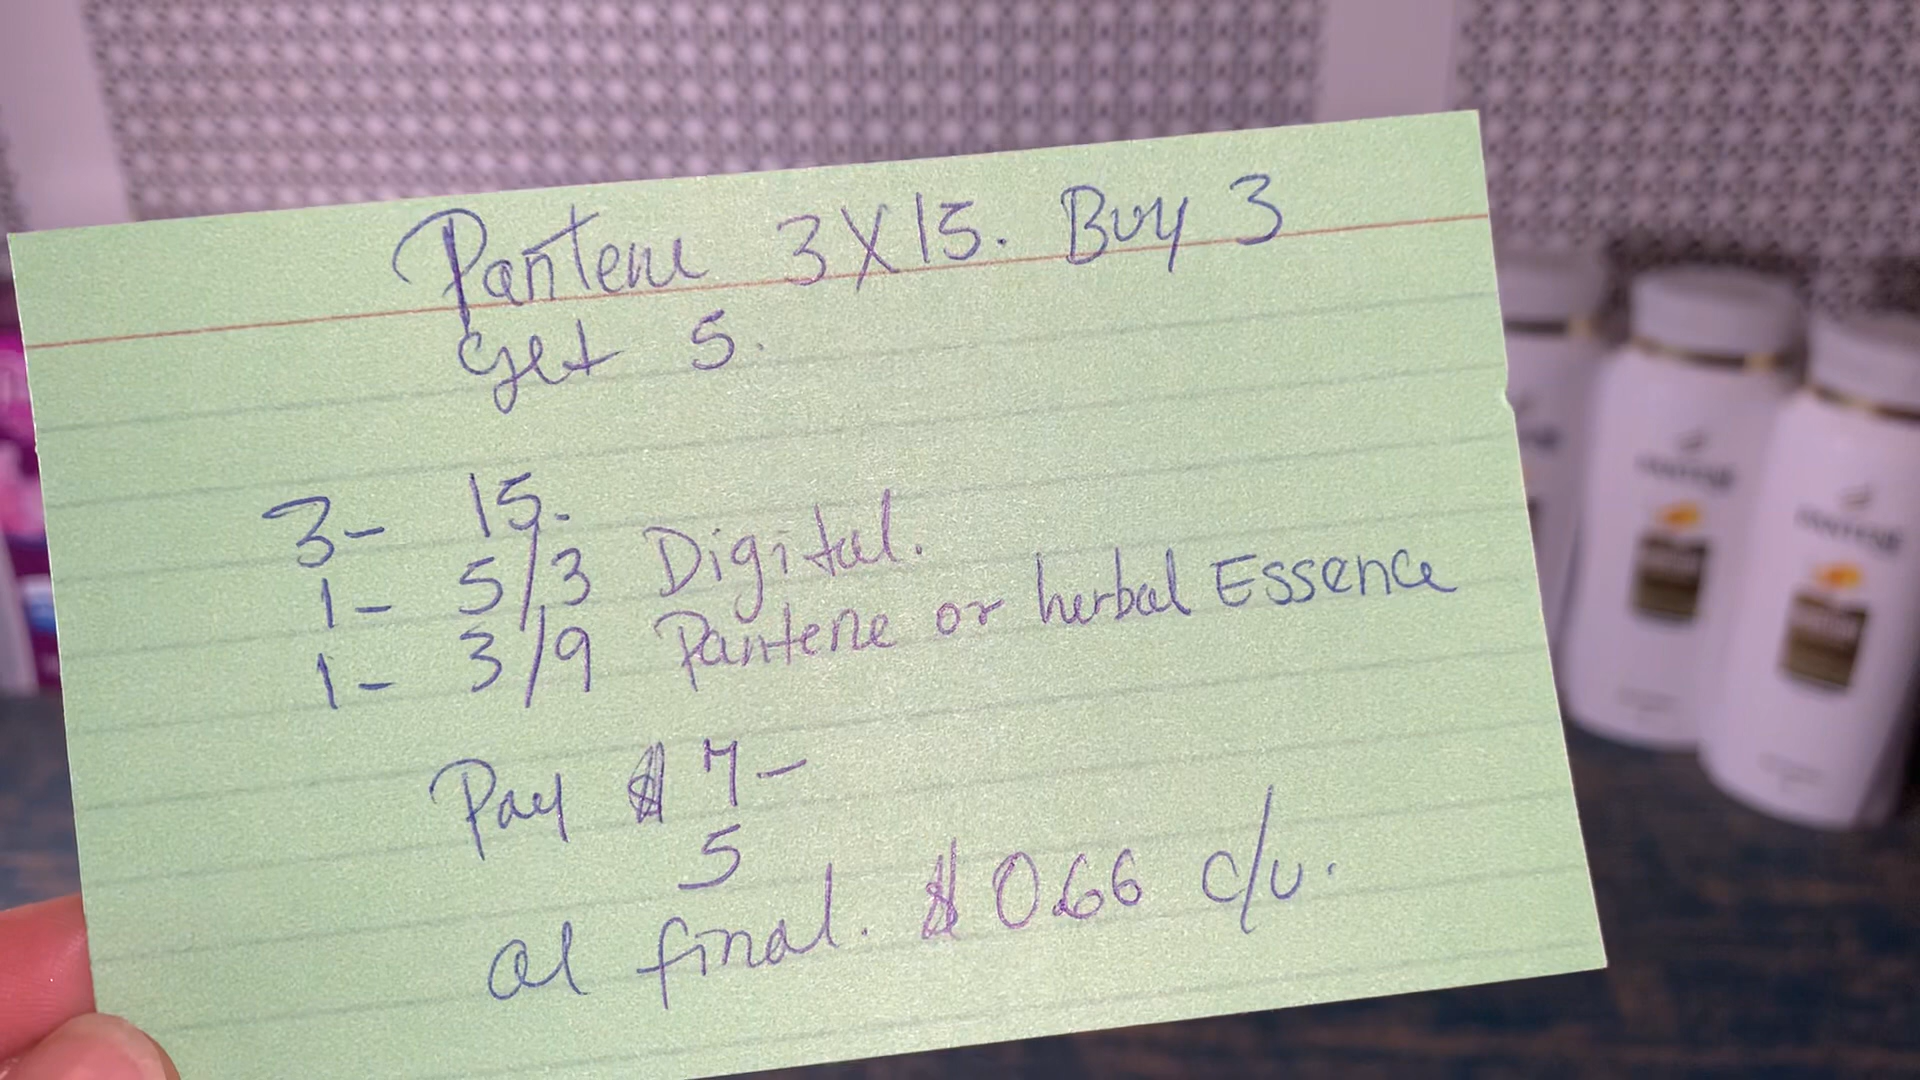 Pantene 3X15. Buy 3
Get 5.
3- 15.
1- 5/3 Digital.
1- 3/9 Pantene or herbal Essence
Pay $ 7-
5
al final. $ 0.66 c/u.